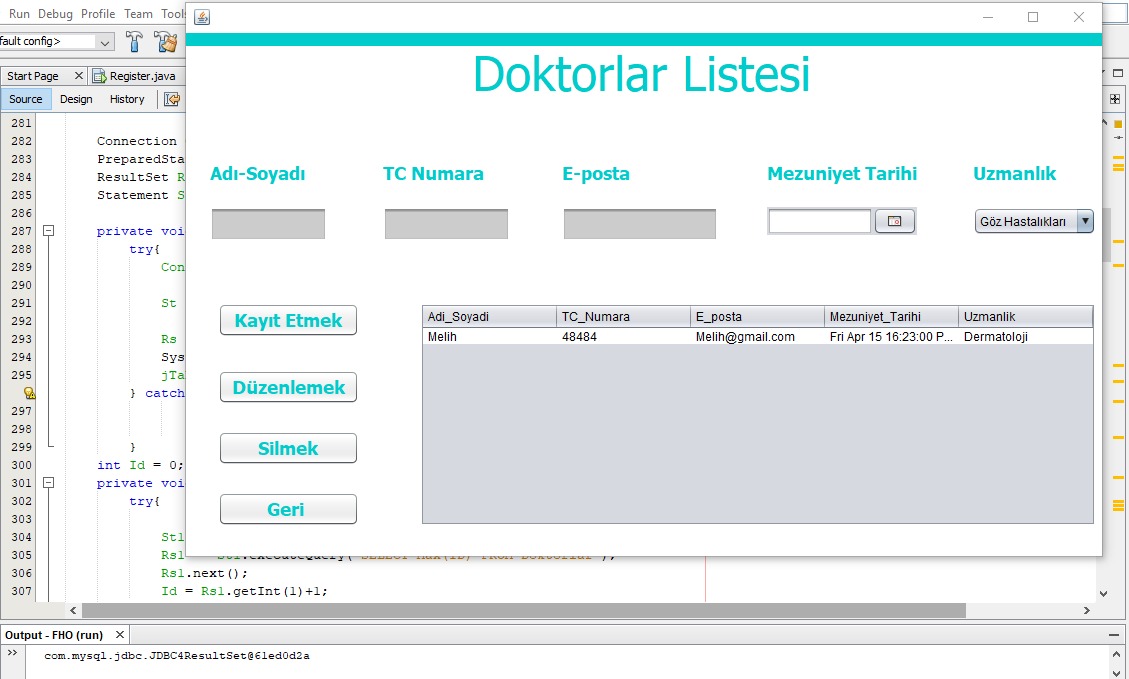 Run Debug Profile Team Tools
fault config>
Start Page
Register.java
Source Design History
Doktorlar Listesi
Adı-Soyadı TC Numara E-posta Mezuniyet Tarihi Uzmanlık
Göz Hastalıkları
Kayıt Etmek
Düzenlemek
Silmek
Geri
Adi_Soyadi TC_Numara E_posta Mezuniyet_Tarihi Uzmanlik
Melih 48484 Melih@gmail.com Fri Apr 15 16:23:00 P... Dermatoloji
281
282 Connection
283 PreparedSta
284 ResultSet R
285 Statement S
286
287 private voi
288 try{
289 Con
290
291 St
292
293 Rs
294 Sys
295 jTa
} catch
297
298
299 }
300 int Id = 0;
301 private voi
302 try{
303
304 St1
305 Rs1
306 Rs1.next();
307 Id = Rs1.getInt(1)+1;
Output - FHO (run)
com.mysql.jdbc.JDBC4ResultSet@61ed0d2a